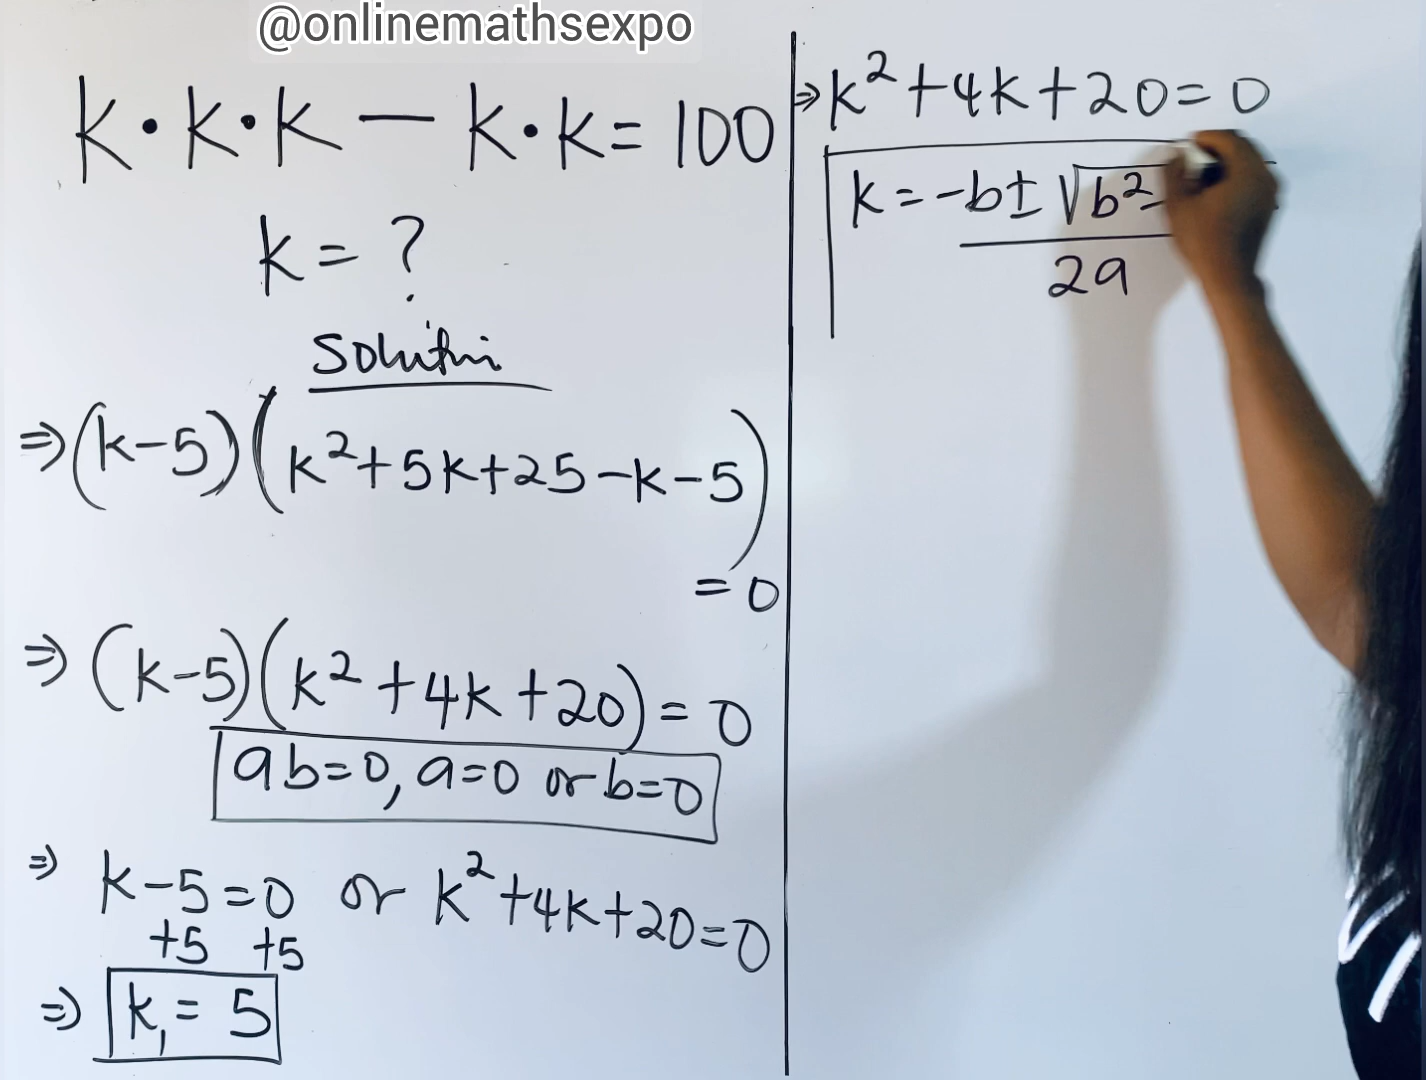 @onlinemathsexpo
k·k·k — k·k = 100
k = ?
Solution
⇒ (k-5)(k²+5k+25-k-5)
= 0
⇒ (k-5)(k²+4k+20) = 0
ab=0, a=0 or b=0
⇒ k-5=0 or k²+4k+20=0
+5 +5
⇒ k₁ = 5
⇒ k²+4k+20=0
k = -b± √b²-
2a